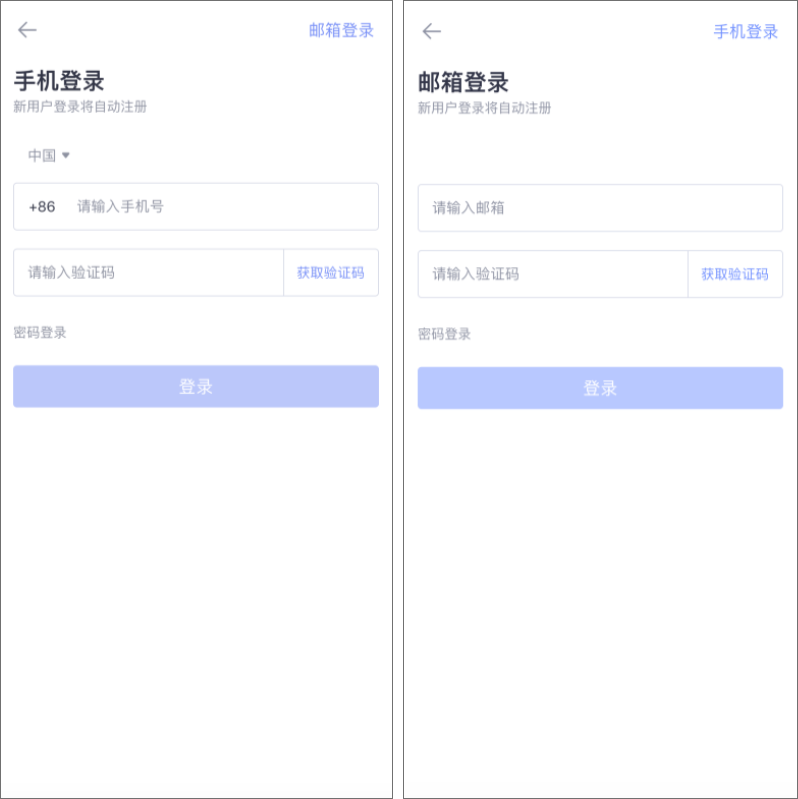 邮箱登录
手机登录
新用户登录将自动注册
中国
+86 请输入手机号
请输入验证码 获取验证码
密码登录
登录
手机登录
邮箱登录
新用户登录将自动注册
请输入邮箱
请输入验证码 获取验证码
密码登录
登录